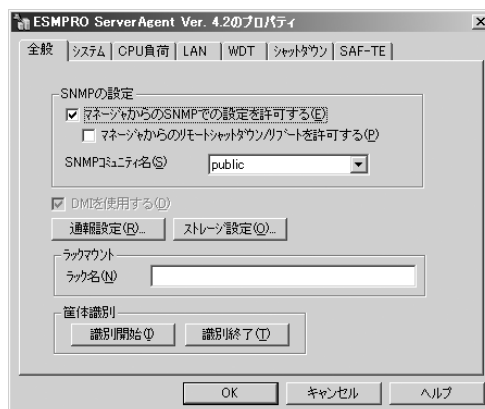 ESMPRO ServerAgent Ver. 4.2のプロパティ
全般 システム CPU負荷 LAN WDT シャットダウン SAF-TE
SNMPの設定
マネージャからのSNMPでの設定を許可する(E)
マネージャからのリモートシャットダウン/リブートを許可する(P)
SNMPコミュニティ名(S) public
DMIを使用する(D)
通報設定(R)... ストレージ設定(O)...
ラックマウント
ラック名(N)
筐体識別
識別開始(I) 識別終了(T)
OK キャンセル ヘルプ